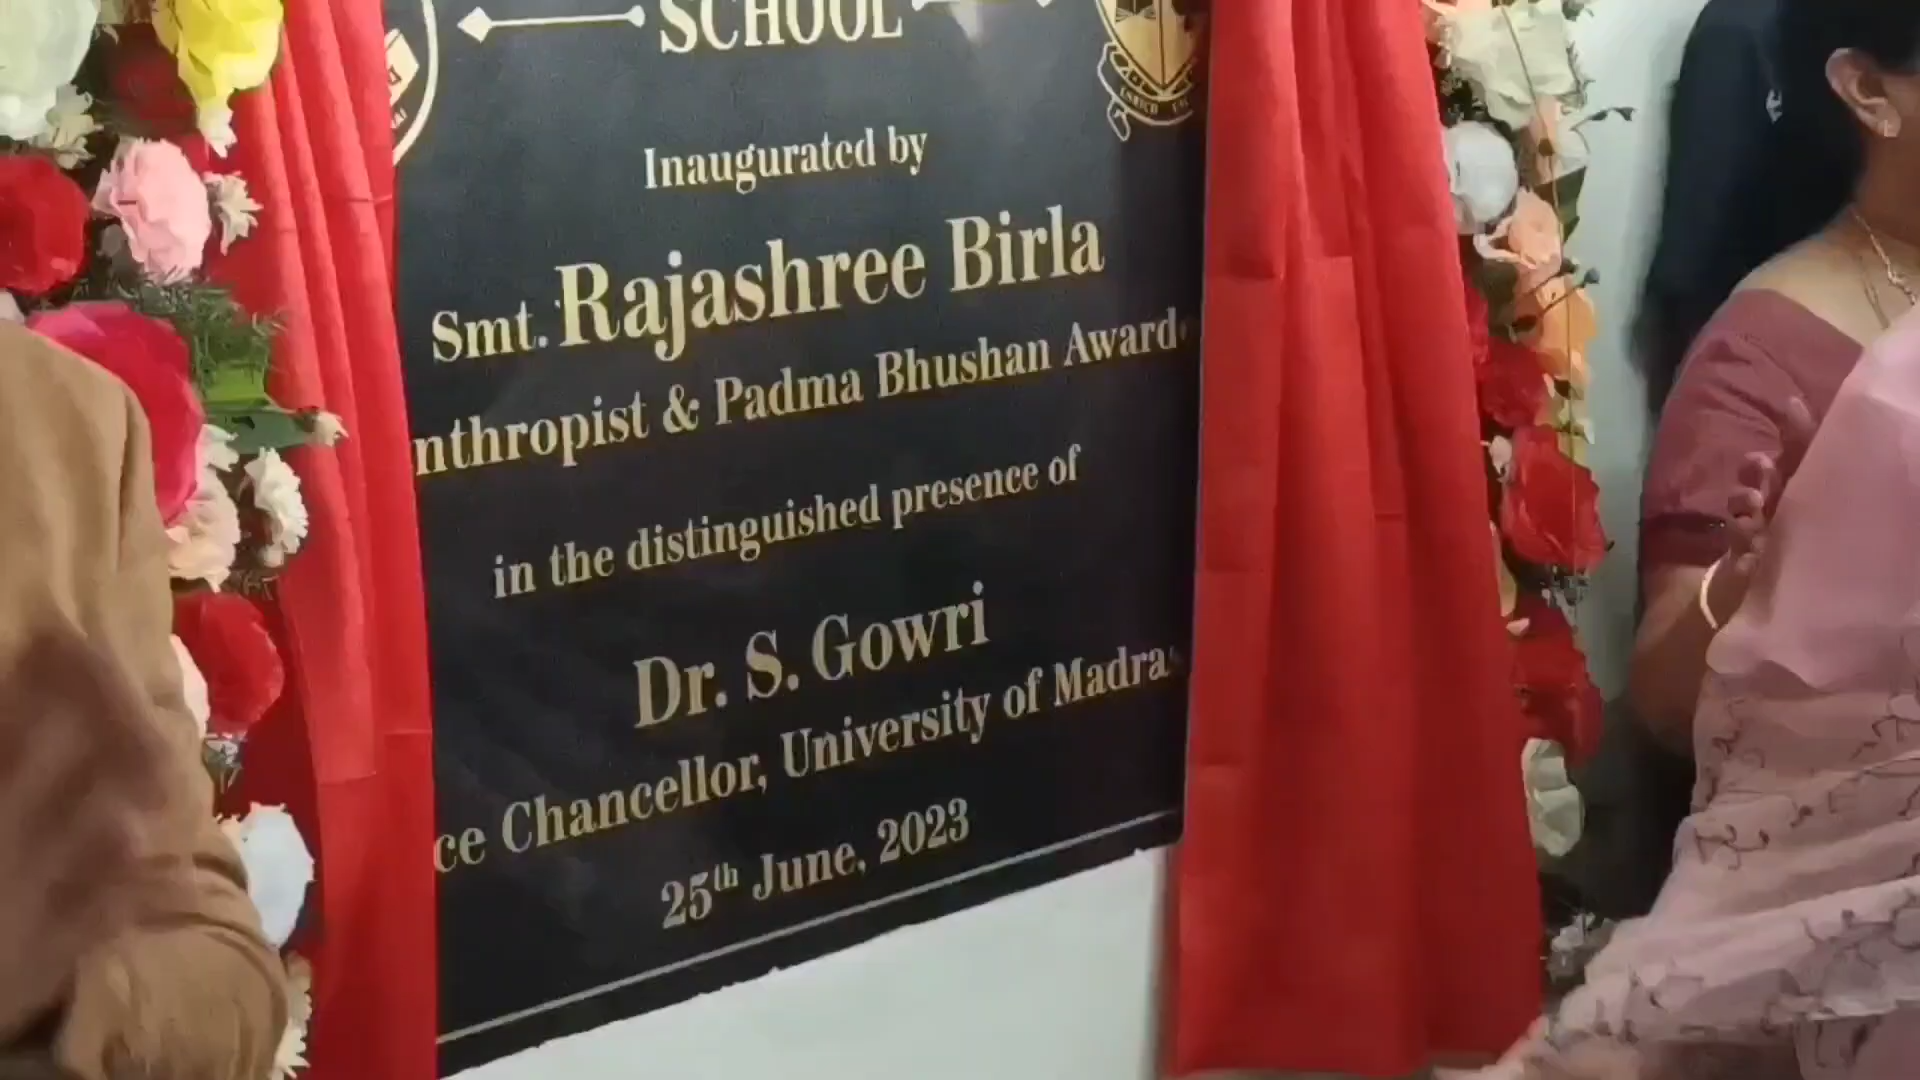 SCHOOL
Inaugurated by
Smt. Rajashree Birla
nthropist & Padma Bhushan Award
in the distinguished presence of
Dr. S. Gowri
ce Chancellor, University of Madra
25th June, 2023